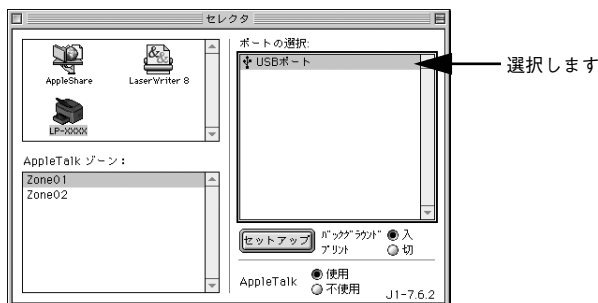 セレクタ
AppleShare
LaserWriter 8
LP-XXXX
AppleTalk ゾーン：
Zone01
Zone02
ポートの選択:
USBポート
選択します
セットアップ
バックグラウンド
プリント
入
切
AppleTalk
使用
不使用
J1-7.6.2